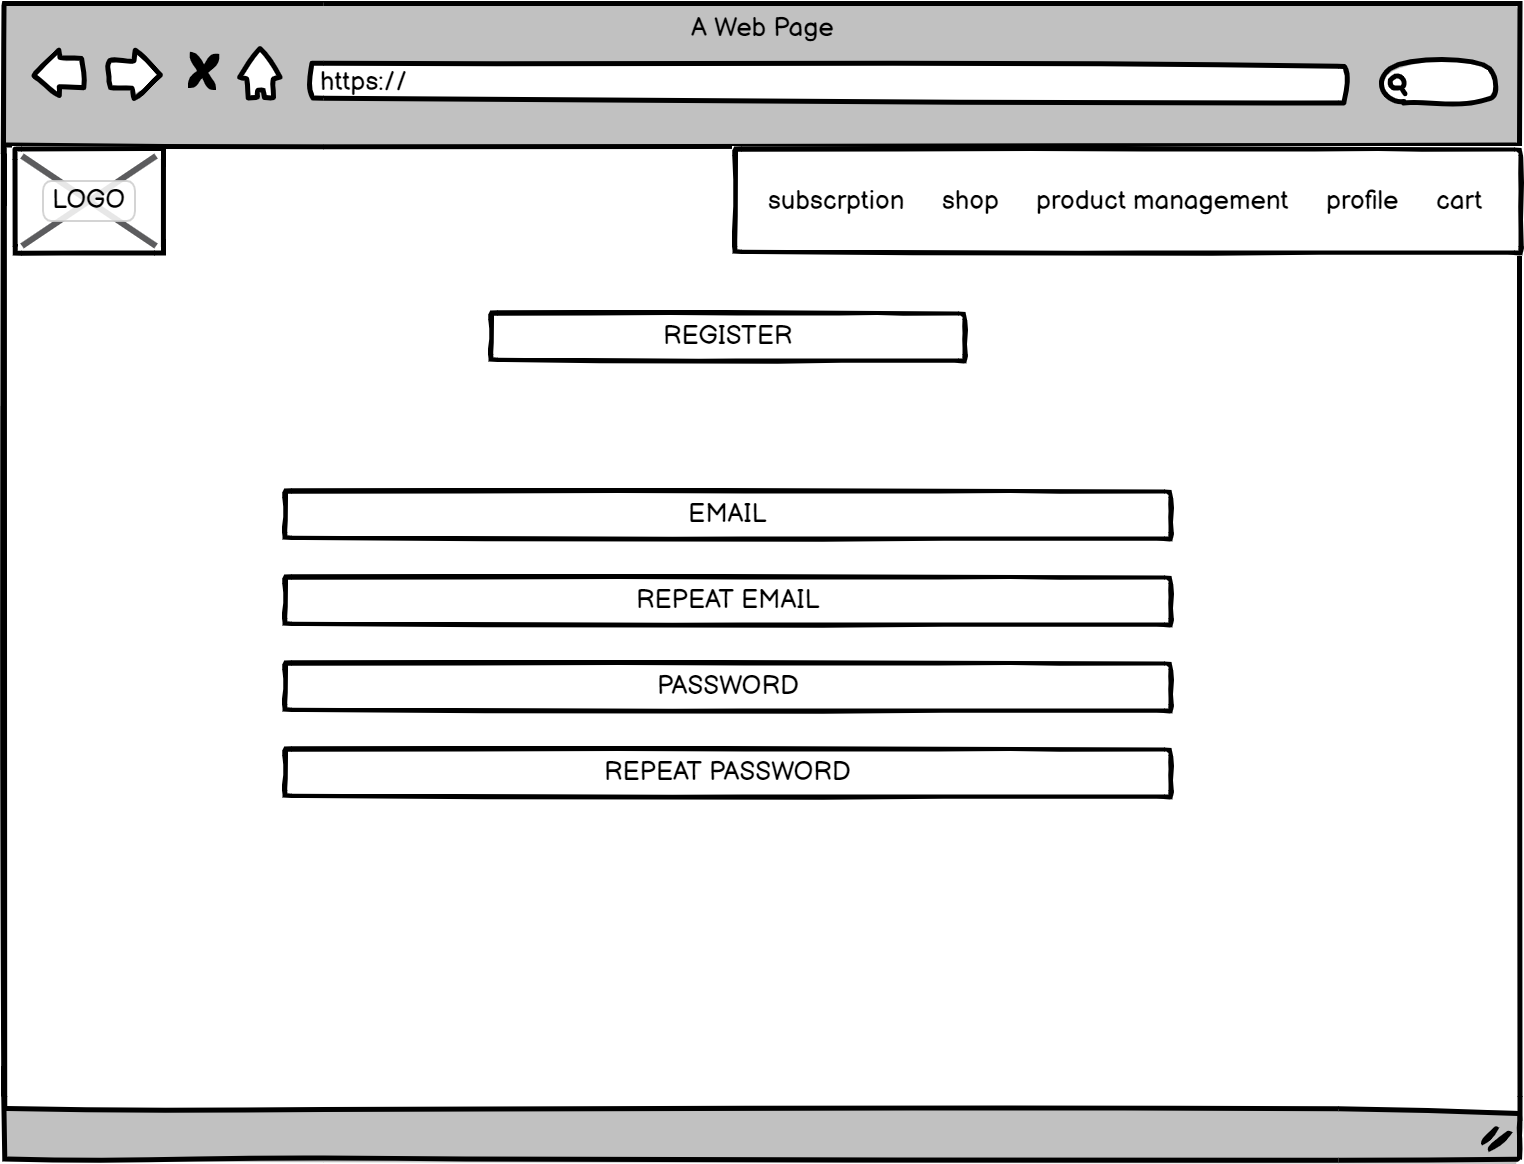 A Web Page
https://
LOGO
subscrption shop product management profile cart
REGISTER
EMAIL
REPEAT EMAIL
PASSWORD
REPEAT PASSWORD